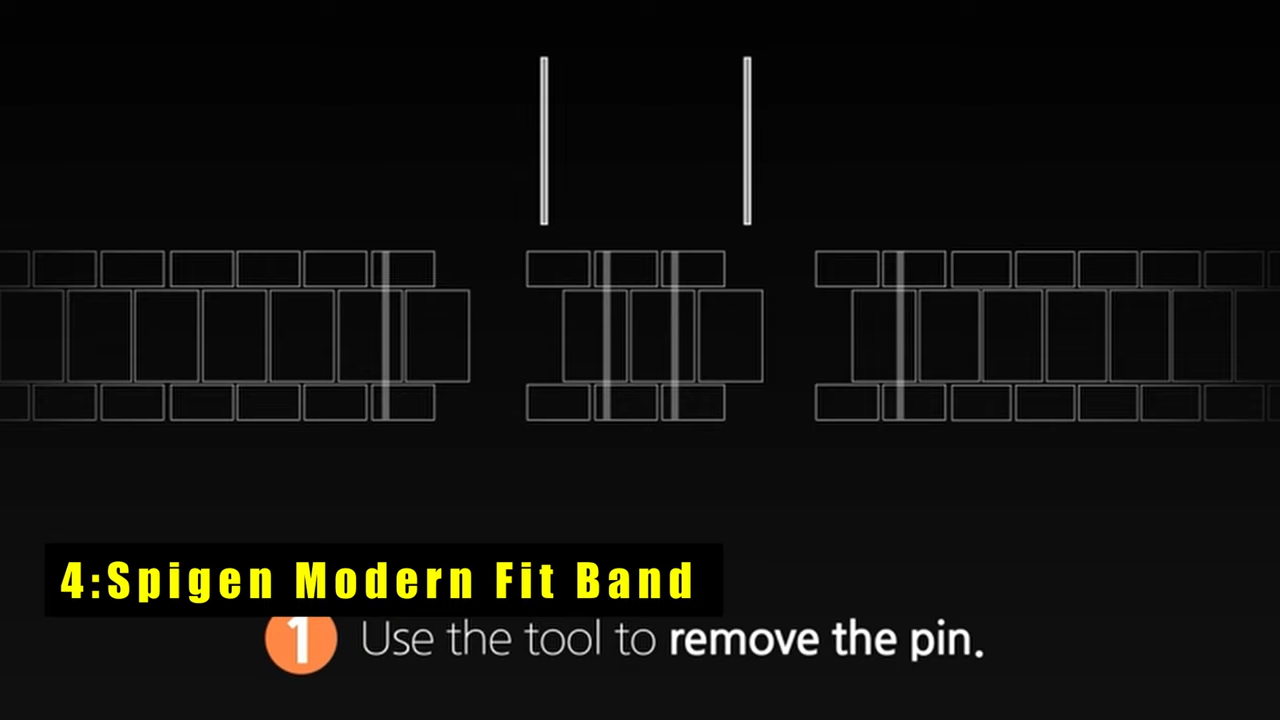 4:Spigen Modern Fit Band
1 Use the tool to remove the pin.